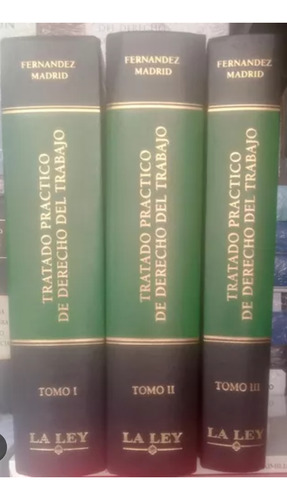 FERNANDEZ
MADRID
TRATADO PRACTICO
DE DERECHO DEL TRABAJO
TOMO I
LA LEY
FERNANDEZ
MADRID
TRATADO PRACTICO
DE DERECHO DEL TRABAJO
TOMO II
LA LEY
FERNANDEZ
MADRID
TRATADO PRACTICO
DE DERECHO DEL TRABAJO
TOMO III
LA LEY